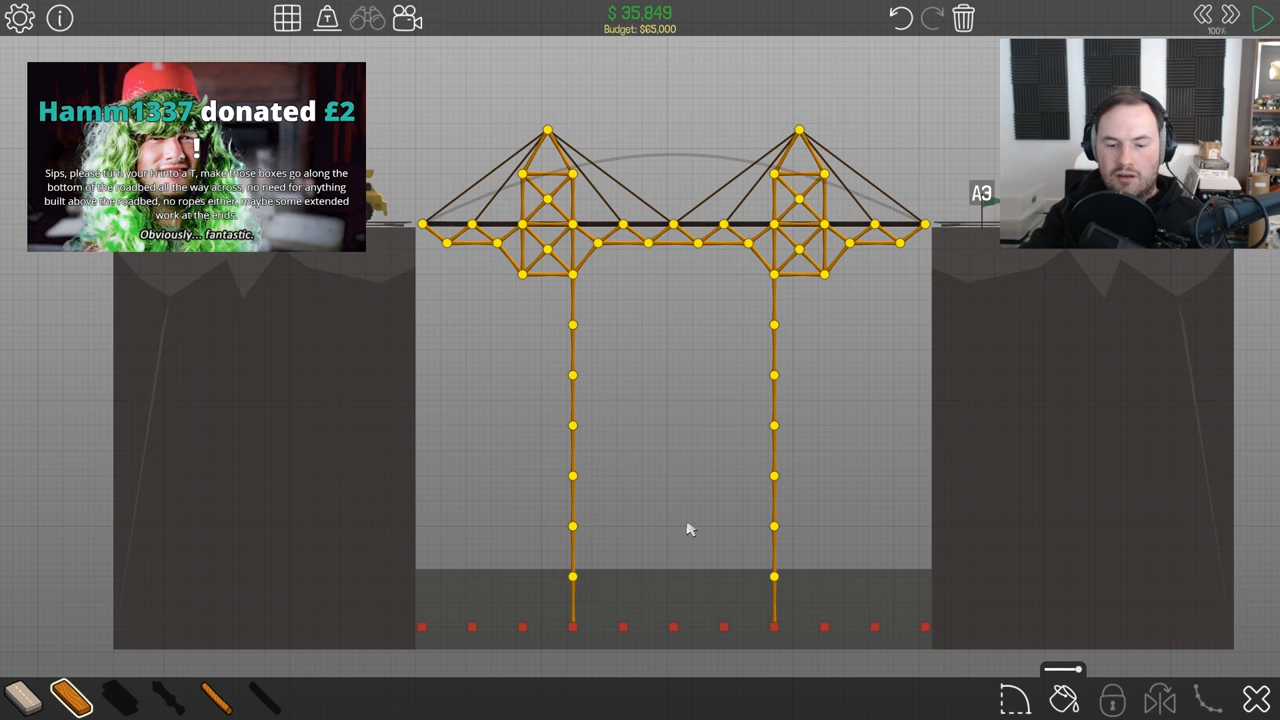 $ 35,849
Budget: $65,000
100%
Hamm1337 donated £2
!
Sips, please turn your H into a T, make those boxes go along the
bottom of the roadbed all the way across, no need for anything
built above the roadbed, no ropes either, maybe some extended
work at the ends.
Obviously... fantastic.
A3